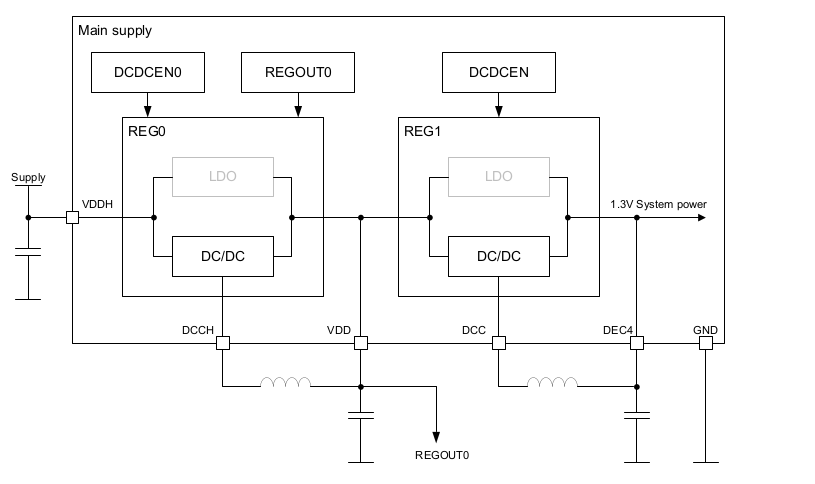 Main supply
DCDCEN0
REGOUT0
DCDCEN
REG0
REG1
LDO
LDO
Supply
VDDH
1.3V System power
DC/DC
DC/DC
DCCH
VDD
DCC
DEC4
GND
REGOUT0